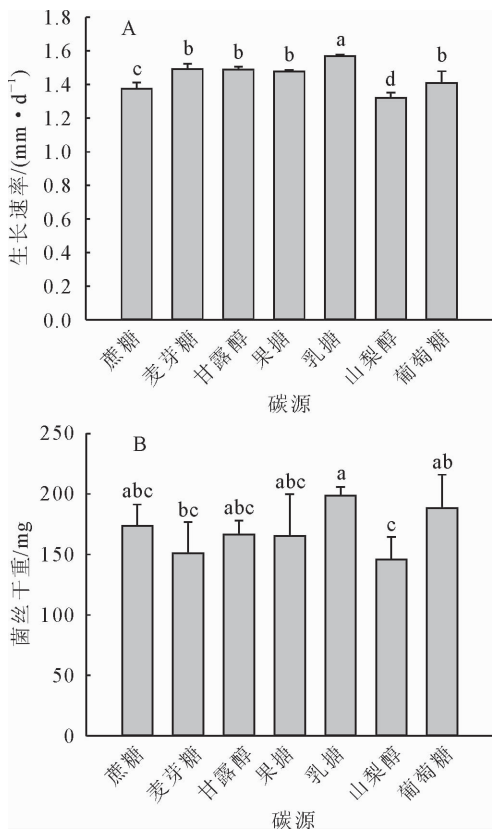 A
生长速率/(mm·d⁻¹)
1.8
1.6
1.4
1.2
1.0
0.8
0.6
0.4
0.2
0.0
c b b b a d b
蔗糖 麦芽糖 甘露醇 果搪 乳搪 山梨醇 葡萄糖
碳源
B
菌丝干重/mg
250
200
150
100
50
0
abc bc abc abc a c ab
蔗糖 麦芽糖 甘露醇 果搪 乳搪 山梨醇 葡萄糖
碳源